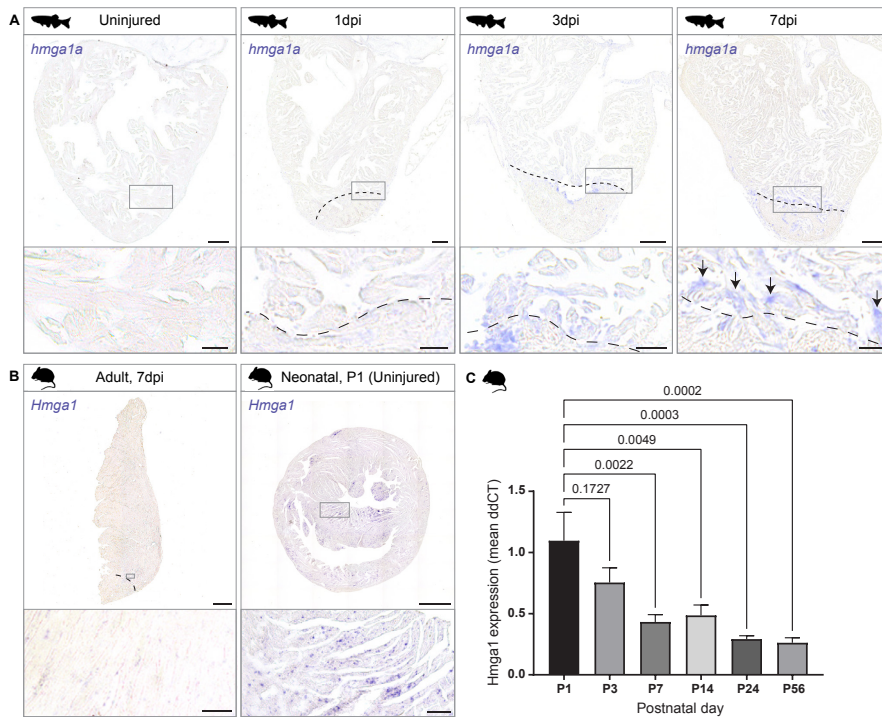 A
Uninjured
1dpi
3dpi
7dpi
hmga1a
hmga1a
hmga1a
hmga1a
B
Adult, 7dpi
Neonatal, P1 (Uninjured)
Hmga1
Hmga1
C
0.0002
0.0003
0.0049
0.0022
0.1727
Hmga1 expression (mean ddCT)
1.5
1.0
0.5
0.0
P1 P3 P7 P14 P24 P56
Postnatal day